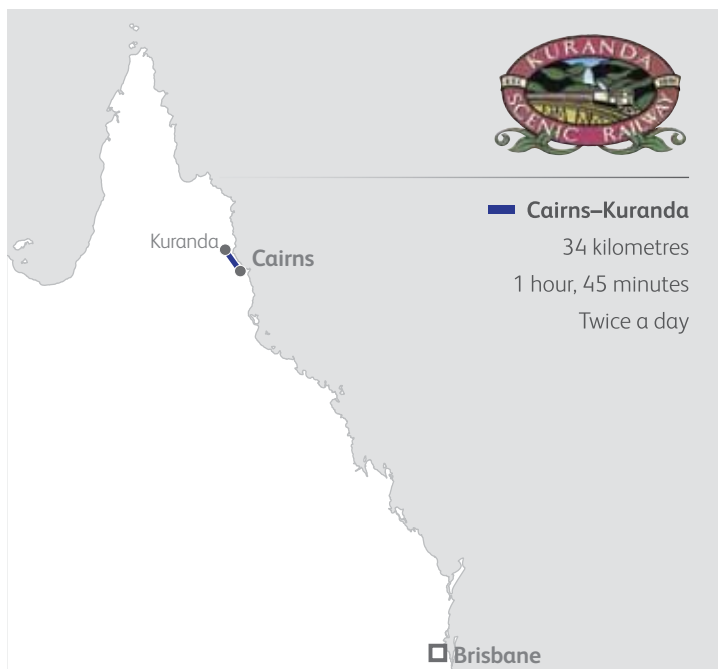 KURANDA
SCENIC RAILWAY
Cairns–Kuranda
34 kilometres
1 hour, 45 minutes
Twice a day
Kuranda
Cairns
Brisbane